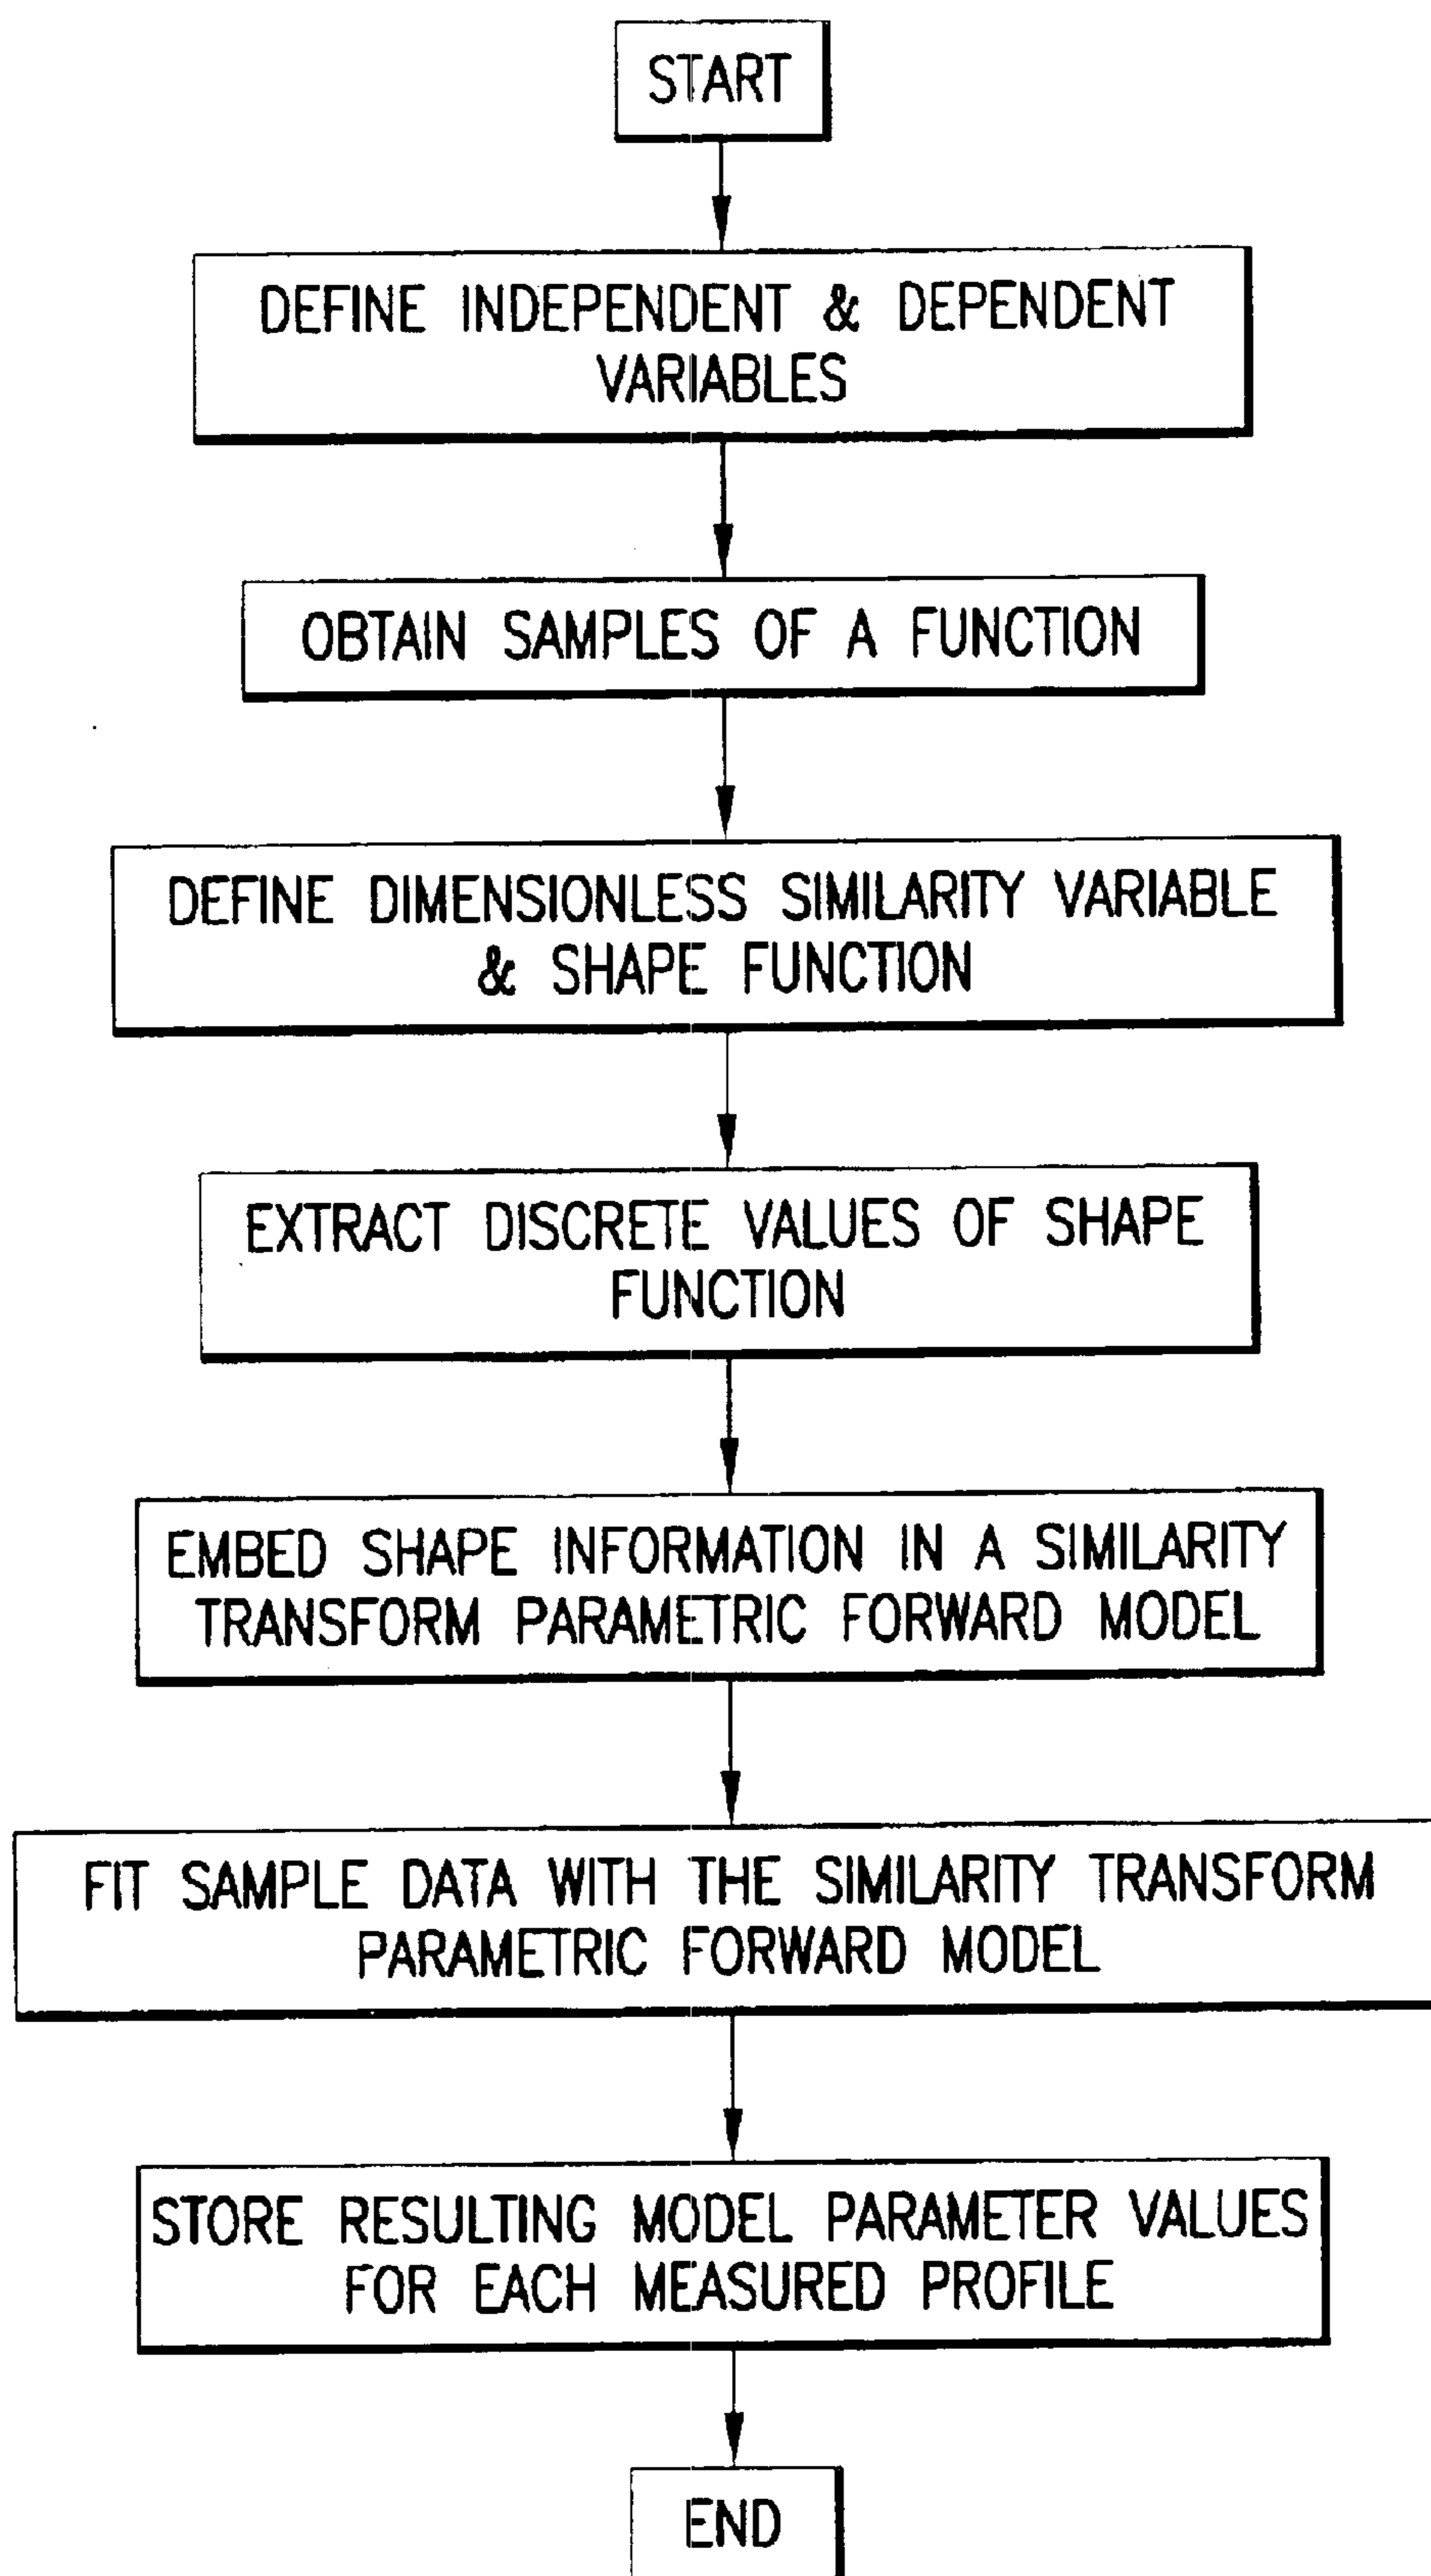 START
DEFINE INDEPENDENT & DEPENDENT
VARIABLES
OBTAIN SAMPLES OF A FUNCTION
DEFINE DIMENSIONLESS SIMILARITY VARIABLE
& SHAPE FUNCTION
EXTRACT DISCRETE VALUES OF SHAPE
FUNCTION
EMBED SHAPE INFORMATION IN A SIMILARITY
TRANSFORM PARAMETRIC FORWARD MODEL
FIT SAMPLE DATA WITH THE SIMILARITY TRANSFORM
PARAMETRIC FORWARD MODEL
STORE RESULTING MODEL PARAMETER VALUES
FOR EACH MEASURED PROFILE
END